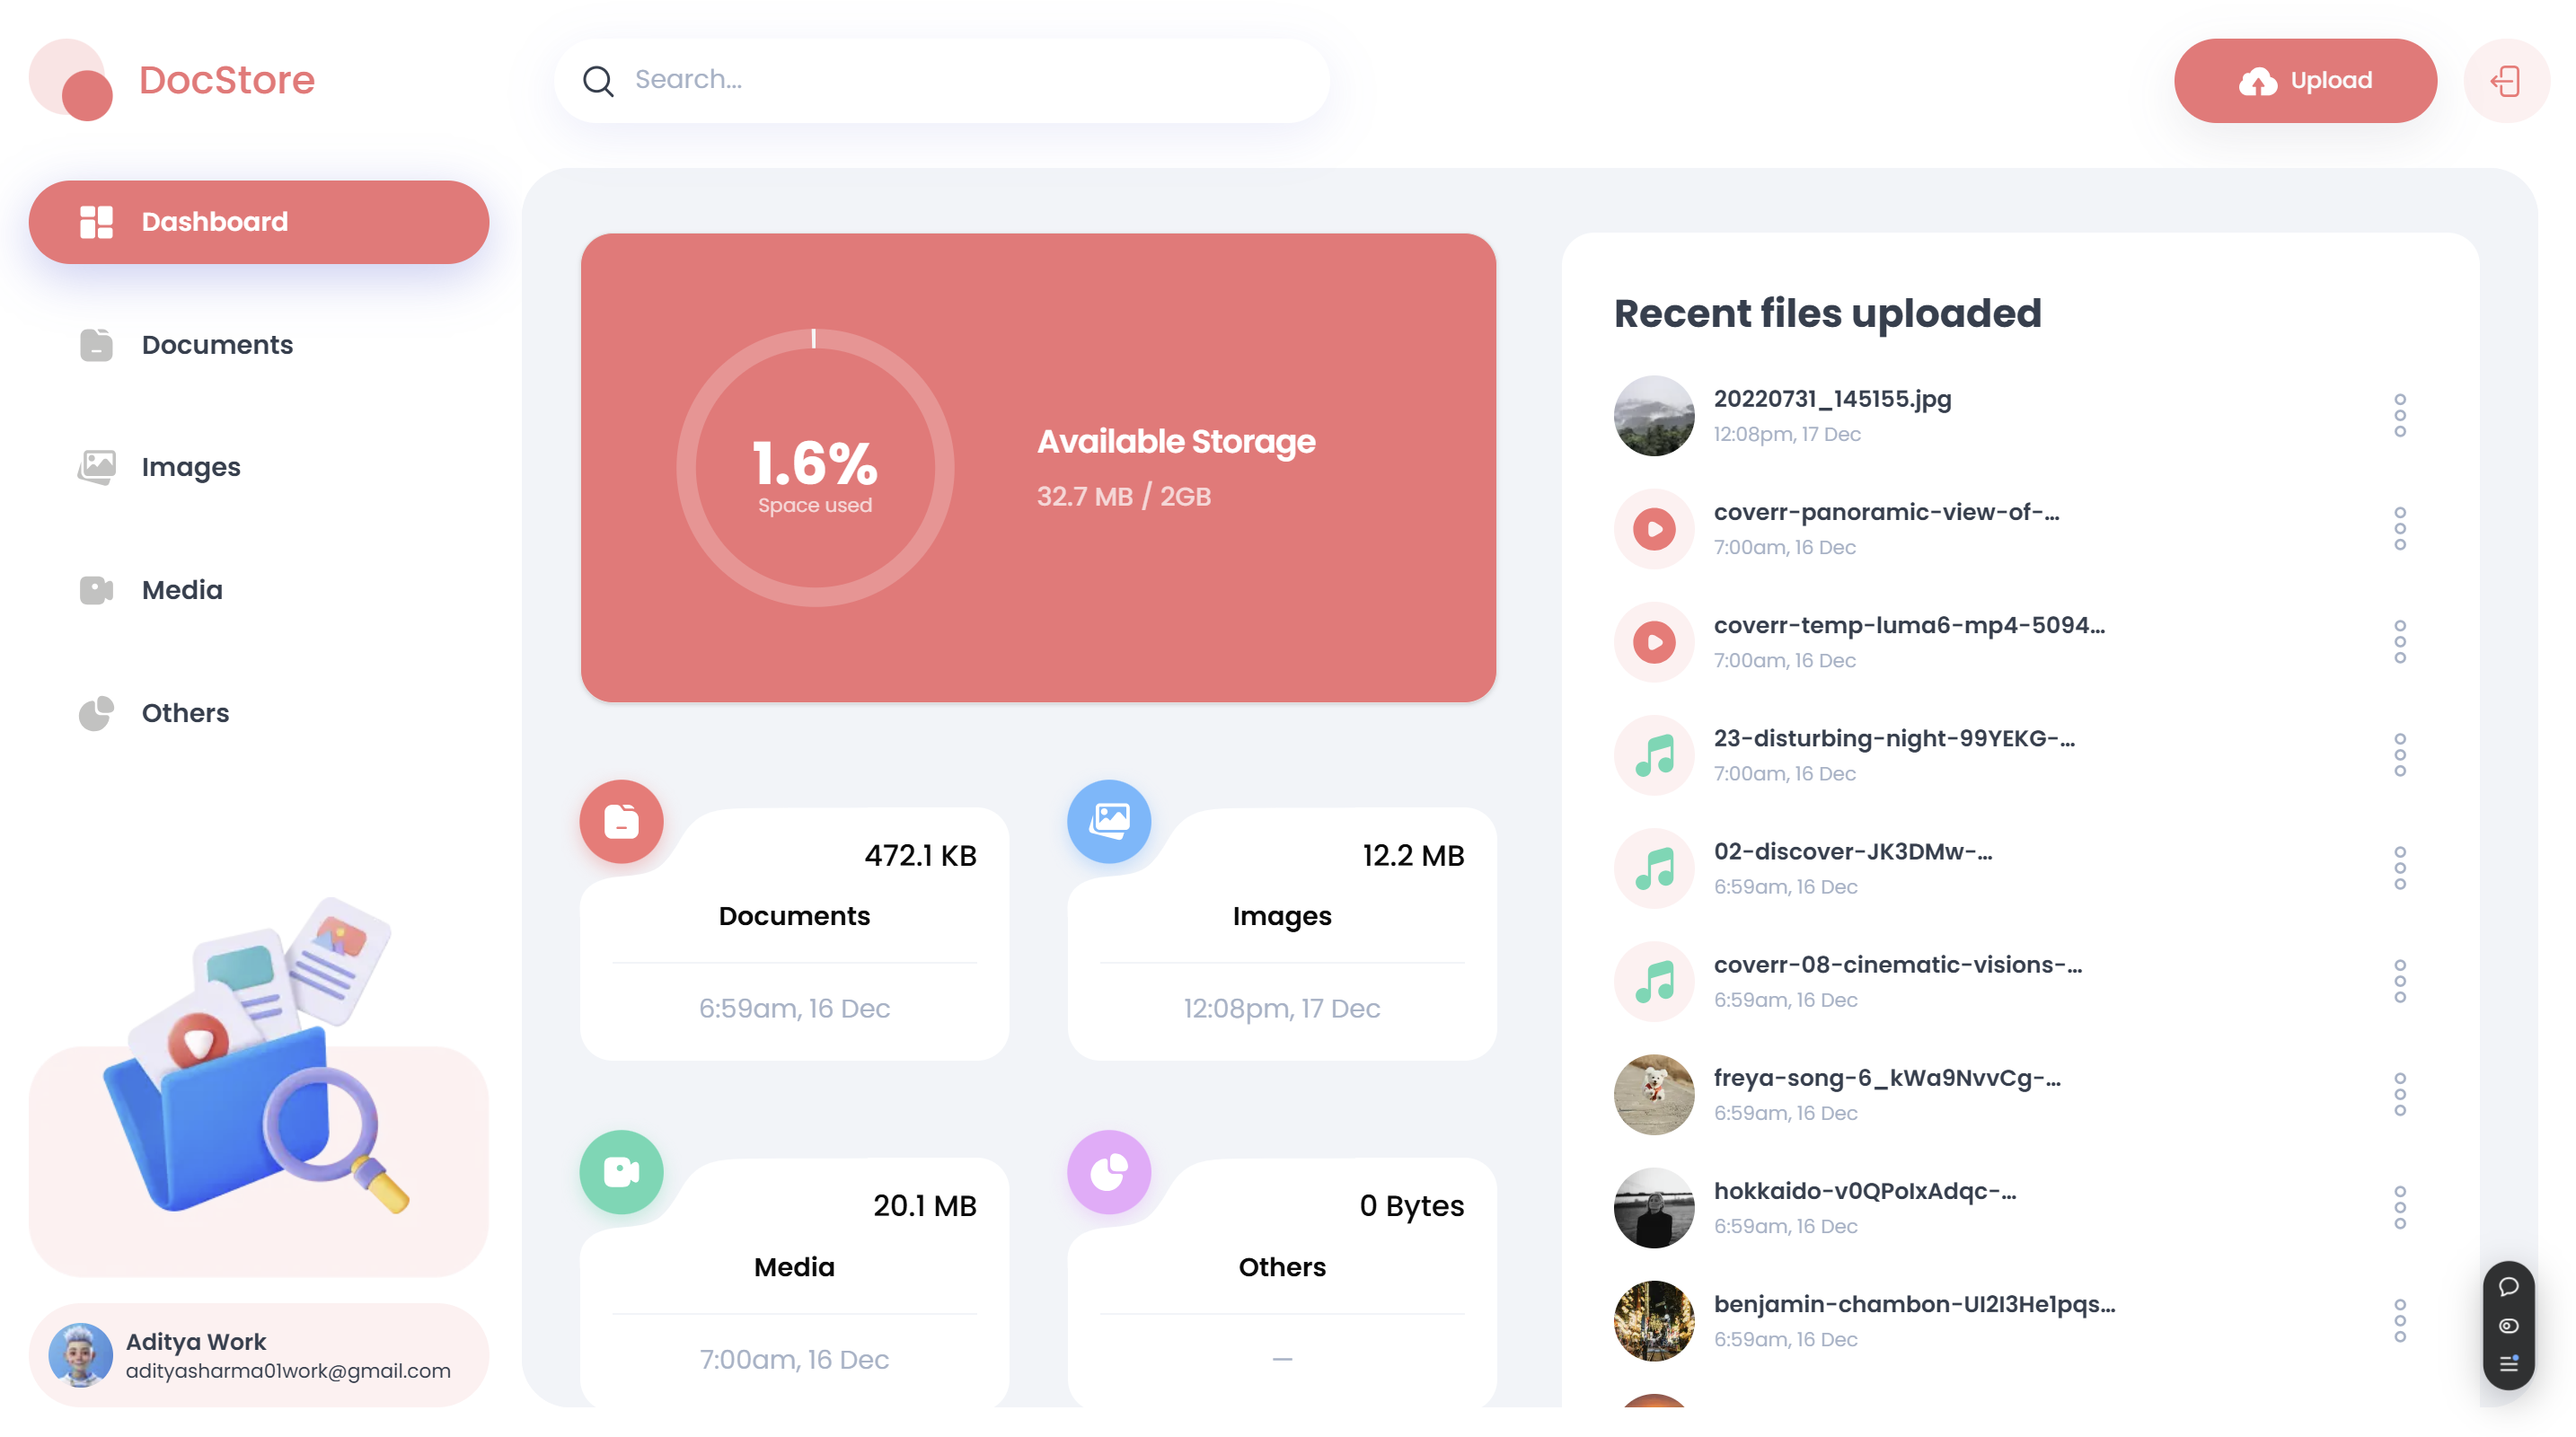 DocStore
Search...
Upload
Dashboard
Documents
Images
Media
Others
Aditya Work
adityasharma01work@gmail.com
1.6%
Space used
Available Storage
32.7 MB / 2GB
472.1 KB
Documents
6:59am, 16 Dec
12.2 MB
Images
12:08pm, 17 Dec
20.1 MB
Media
7:00am, 16 Dec
0 Bytes
Others
—
Recent files uploaded
20220731_145155.jpg
12:08pm, 17 Dec
coverr-panoramic-view-of-...
7:00am, 16 Dec
coverr-temp-luma6-mp4-5094...
7:00am, 16 Dec
23-disturbing-night-99YEKG-...
7:00am, 16 Dec
02-discover-JK3DMw-...
6:59am, 16 Dec
coverr-08-cinematic-visions-...
6:59am, 16 Dec
freya-song-6_kWa9NvvCg-...
6:59am, 16 Dec
hokkaido-v0QPoIxAdqc-...
6:59am, 16 Dec
benjamin-chambon-UI2I3He1pqs...
6:59am, 16 Dec